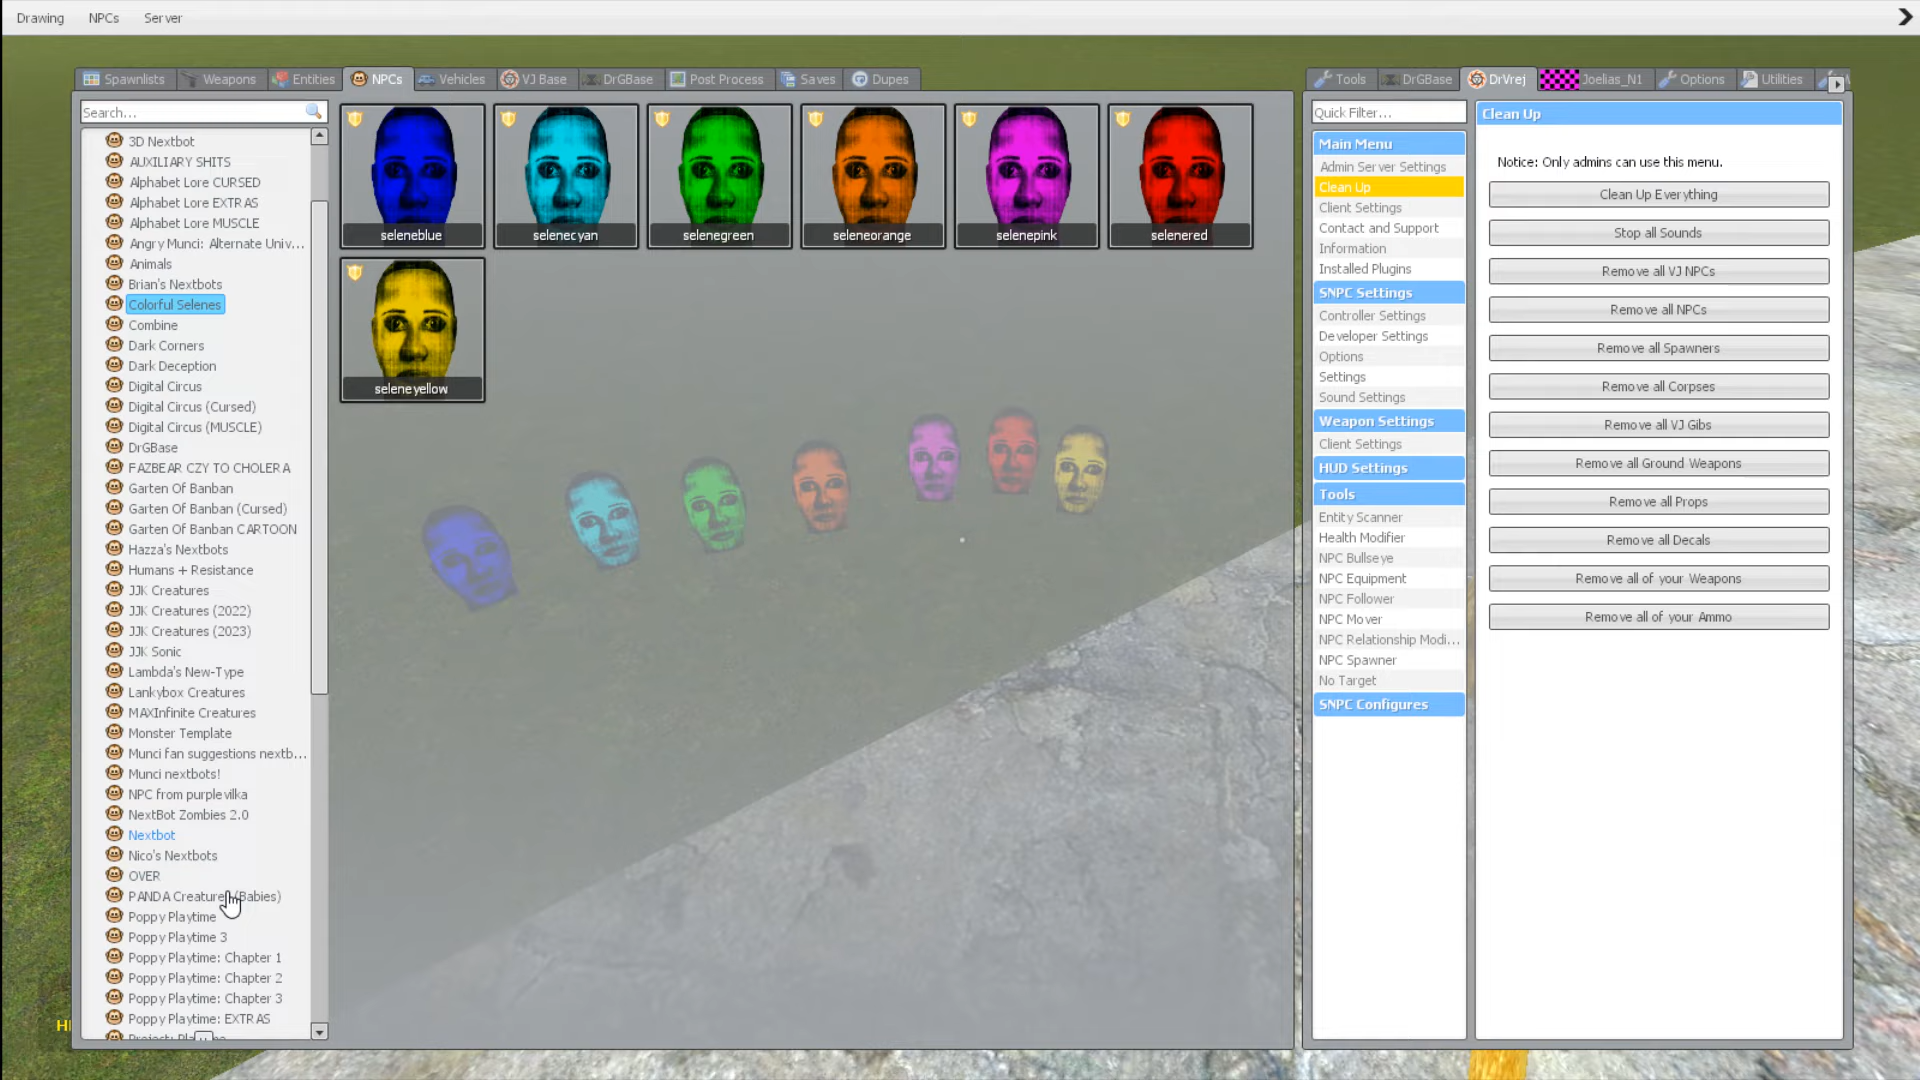 Drawing NPCs Server
Spawnlists Weapons Entities NPCs Vehicles VJ Base DrGBase Post Process Saves Dupes
Search...
3D Nextbot
AUXILIARY SHITS
Alphabet Lore CURSED
Alphabet Lore EXTRAS
Alphabet Lore MUSCLE
Angry Munci: Alternate Univ...
Animals
Brian's Nextbots
Colorful Selenes
Combine
Dark Corners
Dark Deception
Digital Circus
Digital Circus (Cursed)
Digital Circus (MUSCLE)
DrGBase
FAZBEAR CZY TO CHOLERA
Garten Of Banban
Garten Of Banban (Cursed)
Garten Of Banban CARTOON
Hazza's Nextbots
Humans + Resistance
JJK Creatures
JJK Creatures (2022)
JJK Creatures (2023)
JJK Sonic
Lambda's New-Type
Lankybox Creatures
MAXInfinite Creatures
Monster Template
Munci fan suggestions nextb...
Munci nextbots!
NPC from purplevilka
NextBot Zombies 2.0
Nextbot
Nico's Nextbots
OVER
PANDA Creatures (Babies)
Poppy Playtime
Poppy Playtime 3
Poppy Playtime: Chapter 1
Poppy Playtime: Chapter 2
Poppy Playtime: Chapter 3
Poppy Playtime: EXTRAS
seleneblue selenecyan selenegreen seleneorange selenepink selenered
seleneyellow
Tools DrGBase DrVrej Joelias_N1 Options Utilities
Quick Filter...
Main Menu
Admin Server Settings
Clean Up
Client Settings
Contact and Support
Information
Installed Plugins
SNPC Settings
Controller Settings
Developer Settings
Options
Settings
Sound Settings
Weapon Settings
Client Settings
HUD Settings
Tools
Entity Scanner
Health Modifier
NPC Bullseye
NPC Equipment
NPC Follower
NPC Mover
NPC Relationship Modi...
NPC Spawner
No Target
SNPC Configures
Clean Up
Notice: Only admins can use this menu.
Clean Up Everything
Stop all Sounds
Remove all VJ NPCs
Remove all NPCs
Remove all Spawners
Remove all Corpses
Remove all VJ Gibs
Remove all Ground Weapons
Remove all Props
Remove all Decals
Remove all of your Weapons
Remove all of your Ammo